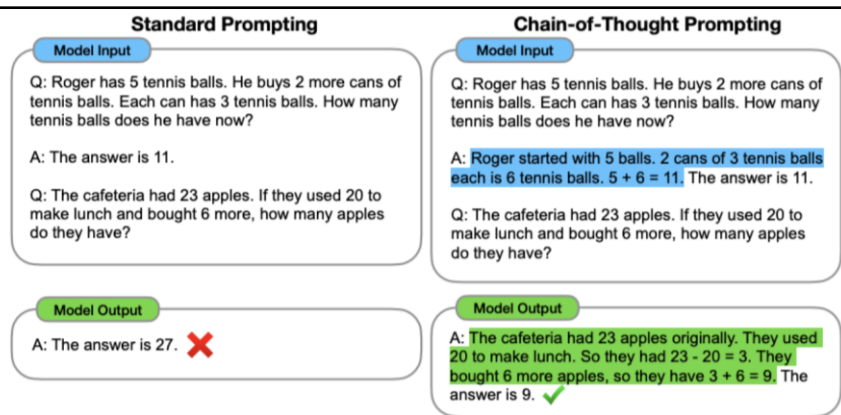 Standard Prompting
Model Input
Q: Roger has 5 tennis balls. He buys 2 more cans of
tennis balls. Each can has 3 tennis balls. How many
tennis balls does he have now?
A: The answer is 11.
Q: The cafeteria had 23 apples. If they used 20 to
make lunch and bought 6 more, how many apples
do they have?
Model Output
A: The answer is 27.
Chain-of-Thought Prompting
Model Input
Q: Roger has 5 tennis balls. He buys 2 more cans of
tennis balls. Each can has 3 tennis balls. How many
tennis balls does he have now?
A: Roger started with 5 balls. 2 cans of 3 tennis balls
each is 6 tennis balls. 5 + 6 = 11. The answer is 11.
Q: The cafeteria had 23 apples. If they used 20 to
make lunch and bought 6 more, how many apples
do they have?
Model Output
A: The cafeteria had 23 apples originally. They used
20 to make lunch. So they had 23 - 20 = 3. They
bought 6 more apples, so they have 3 + 6 = 9. The
answer is 9.